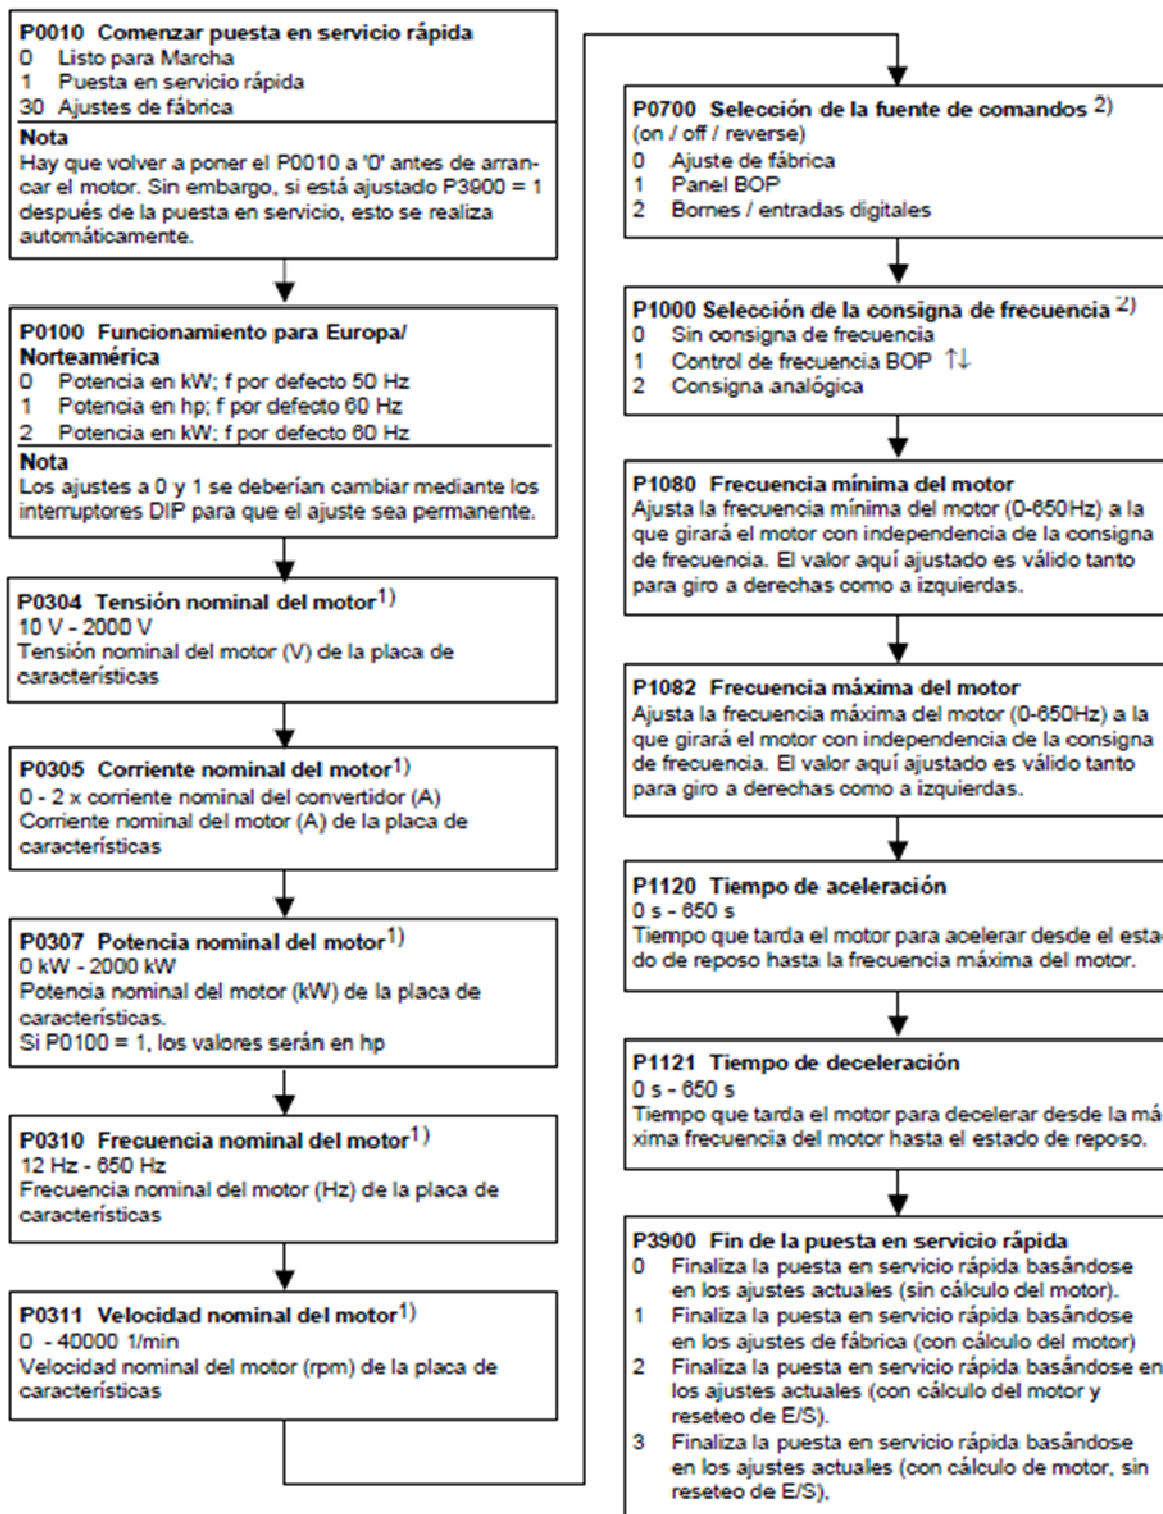 P0010 Comenzar puesta en servicio rápida
0 Listo para Marcha
1 Puesta en servicio rápida
30 Ajustes de fábrica
Nota
Hay que volver a poner el P0010 a '0' antes de arran-
car el motor. Sin embargo, si está ajustado P3900 = 1
después de la puesta en servicio, esto se realiza
automáticamente.
P0100 Funcionamiento para Europa/
Norteamérica
0 Potencia en kW; f por defecto 50 Hz
1 Potencia en hp; f por defecto 60 Hz
2 Potencia en kW; f por defecto 60 Hz
Nota
Los ajustes a 0 y 1 se deberían cambiar mediante los
interruptores DIP para que el ajuste sea permanente.
P0304 Tensión nominal del motor1)
10 V - 2000 V
Tensión nominal del motor (V) de la placa de
características
P0305 Corriente nominal del motor1)
0 - 2 x corriente nominal del convertidor (A)
Corriente nominal del motor (A) de la placa de
características
P0307 Potencia nominal del motor1)
0 kW - 2000 kW
Potencia nominal del motor (kW) de la placa de
características.
Si P0100 = 1, los valores serán en hp
P0310 Frecuencia nominal del motor1)
12 Hz - 650 Hz
Frecuencia nominal del motor (Hz) de la placa de
características
P0311 Velocidad nominal del motor1)
0 - 40000 1/min
Velocidad nominal del motor (rpm) de la placa de
características
P0700 Selección de la fuente de comandos 2)
(on / off / reverse)
0 Ajuste de fábrica
1 Panel BOP
2 Bornes / entradas digitales
P1000 Selección de la consigna de frecuencia 2)
0 Sin consigna de frecuencia
1 Control de frecuencia BOP ↑↓
2 Consigna analógica
P1080 Frecuencia mínima del motor
Ajusta la frecuencia mínima del motor (0-650Hz) a la
que girará el motor con independencia de la consigna
de frecuencia. El valor aquí ajustado es válido tanto
para giro a derechas como a izquierdas.
P1082 Frecuencia máxima del motor
Ajusta la frecuencia máxima del motor (0-650Hz) a la
que girará el motor con independencia de la consigna
de frecuencia. El valor aquí ajustado es válido tanto
para giro a derechas como a izquierdas.
P1120 Tiempo de aceleración
0 s - 650 s
Tiempo que tarda el motor para acelerar desde el esta-
do de reposo hasta la frecuencia máxima del motor.
P1121 Tiempo de deceleración
0 s - 650 s
Tiempo que tarda el motor para decelerar desde la má-
xima frecuencia del motor hasta el estado de reposo.
P3900 Fin de la puesta en servicio rápida
0 Finaliza la puesta en servicio rápida basándose
en los ajustes actuales (sin cálculo del motor).
1 Finaliza la puesta en servicio rápida basándose
en los ajustes de fábrica (con cálculo del motor)
2 Finaliza la puesta en servicio rápida basándose en
los ajustes actuales (con cálculo del motor y
reseteo de E/S).
3 Finaliza la puesta en servicio rápida basándose
en los ajustes actuales (con cálculo de motor, sin
reseteo de E/S),